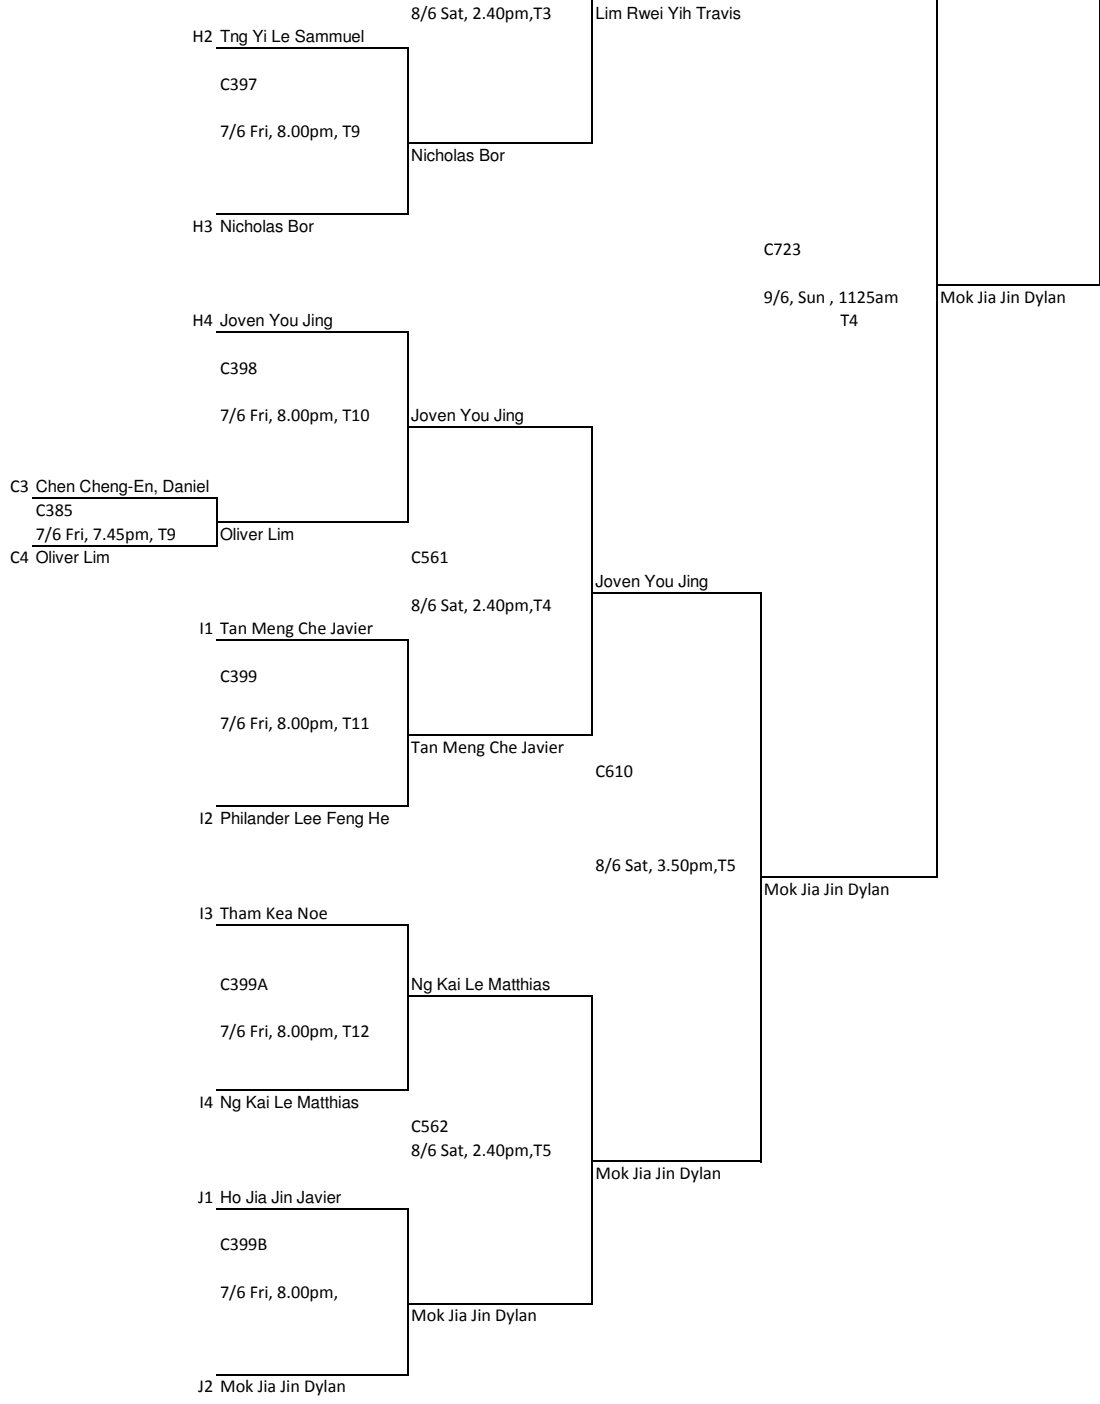 8/6 Sat, 2.40pm,T3
Lim Rwei Yih Travis
H2 Tng Yi Le Sammuel
C397
7/6 Fri, 8.00pm, T9
Nicholas Bor
H3 Nicholas Bor
C723
9/6, Sun , 1125am
T4
Mok Jia Jin Dylan
H4 Joven You Jing
C398
7/6 Fri, 8.00pm, T10
Joven You Jing
C3 Chen Cheng-En, Daniel
C385
7/6 Fri, 7.45pm, T9
Oliver Lim
C4 Oliver Lim
C561
Joven You Jing
8/6 Sat, 2.40pm,T4
I1 Tan Meng Che Javier
C399
7/6 Fri, 8.00pm, T11
Tan Meng Che Javier
C610
I2 Philander Lee Feng He
8/6 Sat, 3.50pm,T5
Mok Jia Jin Dylan
I3 Tham Kea Noe
C399A
Ng Kai Le Matthias
7/6 Fri, 8.00pm, T12
I4 Ng Kai Le Matthias
C562
8/6 Sat, 2.40pm,T5
Mok Jia Jin Dylan
J1 Ho Jia Jin Javier
C399B
7/6 Fri, 8.00pm,
Mok Jia Jin Dylan
J2 Mok Jia Jin Dylan